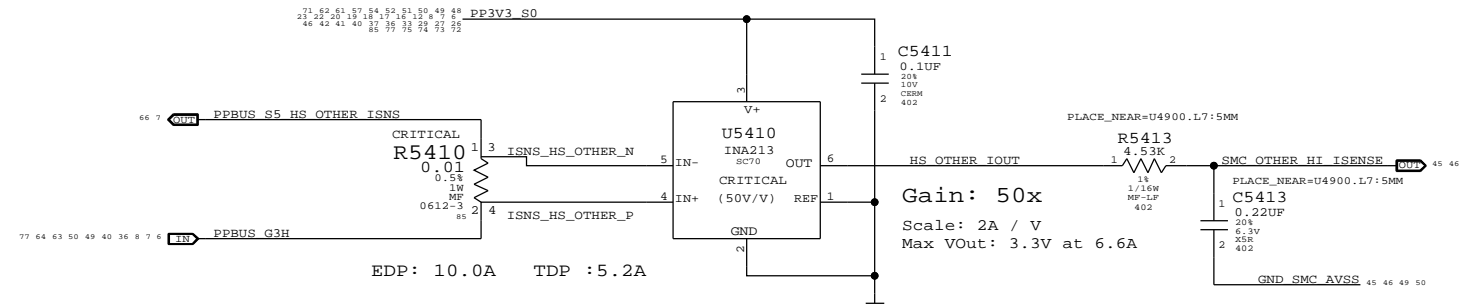 71 62 61 57 54 52 51 50 49 48
23 22 20 19 18 17 16 12 8 7 6
46 42 41 40 37 36 33 29 27 26
85 77 75 74 73 72
PP3V3_S0
1
C5411
0.1UF
20%
10V
CERM
402
2
66 7
OUT
PPBUS_S5_HS_OTHER_ISNS
CRITICAL
R5410
0.01
0.5%
1W
MF
0612-3
85
1
3
2
4
ISNS_HS_OTHER_N
ISNS_HS_OTHER_P
77 64 63 50 49 40 36 8 7 6
IN
PPBUS_G3H
3
V+
U5410
INA213
SC70
5
IN-
OUT
6
CRITICAL
4
IN+
(50V/V)
REF
1
GND
2
EDP: 10.0A
TDP :5.2A
HS_OTHER_IOUT
Gain: 50x
Scale: 2A / V
Max VOut: 3.3V at 6.6A
PLACE_NEAR=U4900.L7:5MM
R5413
4.53K
1
2
1%
1/16W
MF-LF
402
SMC_OTHER_HI_ISENSE
OUT
45 46
PLACE_NEAR=U4900.L7:5MM
1
C5413
0.22UF
20%
6.3V
X5R
402
2
GND_SMC_AVSS
45 46 49 50